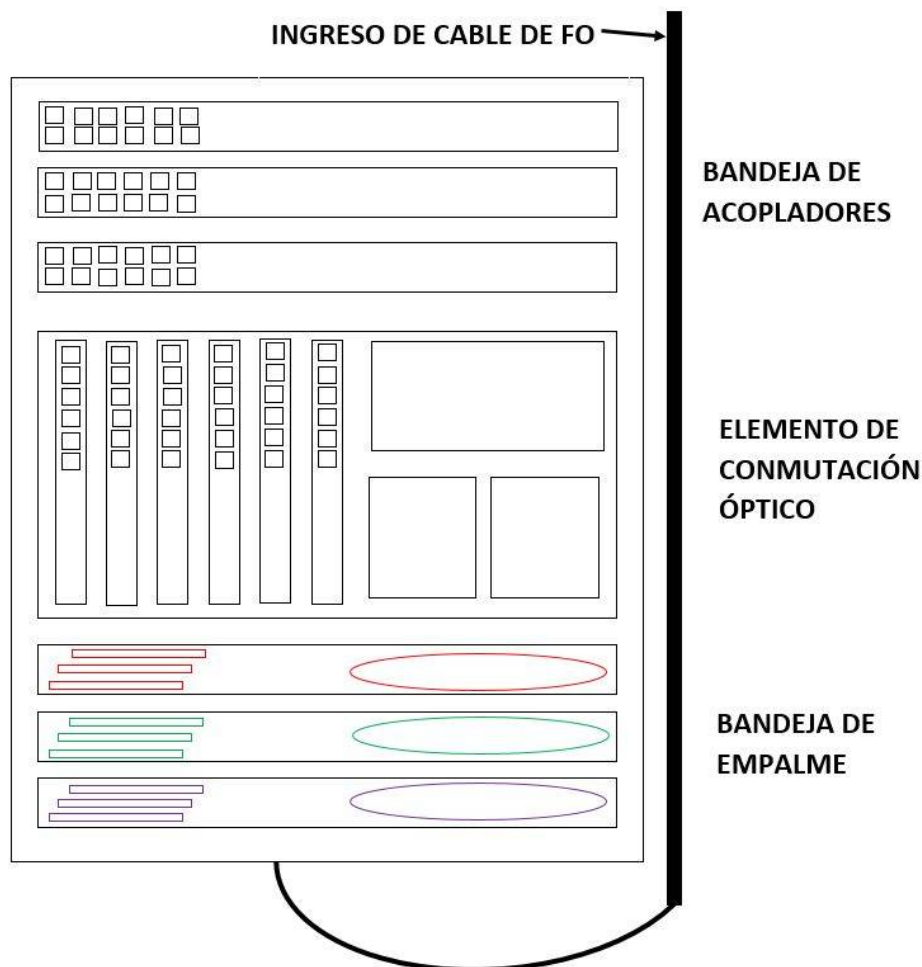 INGRESO DE CABLE DE FO
BANDEJA DE
ACOPLADORES
ELEMENTO DE
CONMUTACIÓN
ÓPTICO
BANDEJA DE
EMPALME